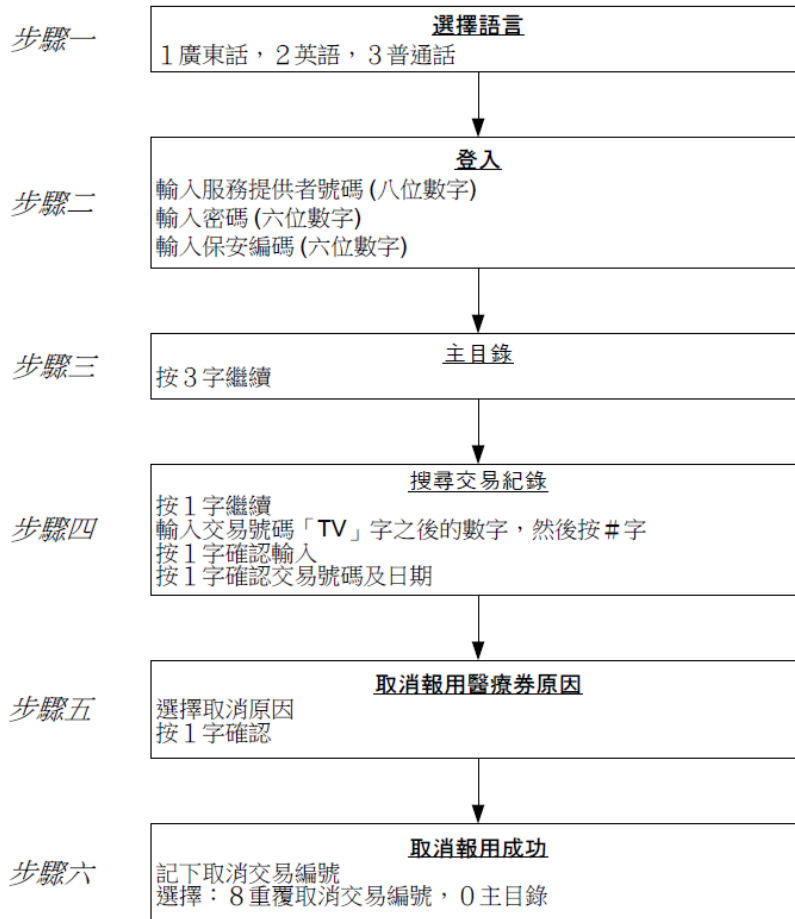 步驟一
選擇語言
１廣東話，２英語，３普通話
步驟二
登入
輸入服務提供者號碼 (八位數字)
輸入密碼 (六位數字)
輸入保安編碼 (六位數字)
步驟三
主目錄
按３字繼續
步驟四
搜尋交易紀錄
按１字繼續
輸入交易號碼「TV」字之後的數字，然後按＃字
按１字確認輸入
按１字確認交易號碼及日期
步驟五
取消報用醫療券原因
選擇取消原因
按１字確認
步驟六
取消報用成功
記下取消交易編號
選擇：８重覆取消交易編號，０主目錄